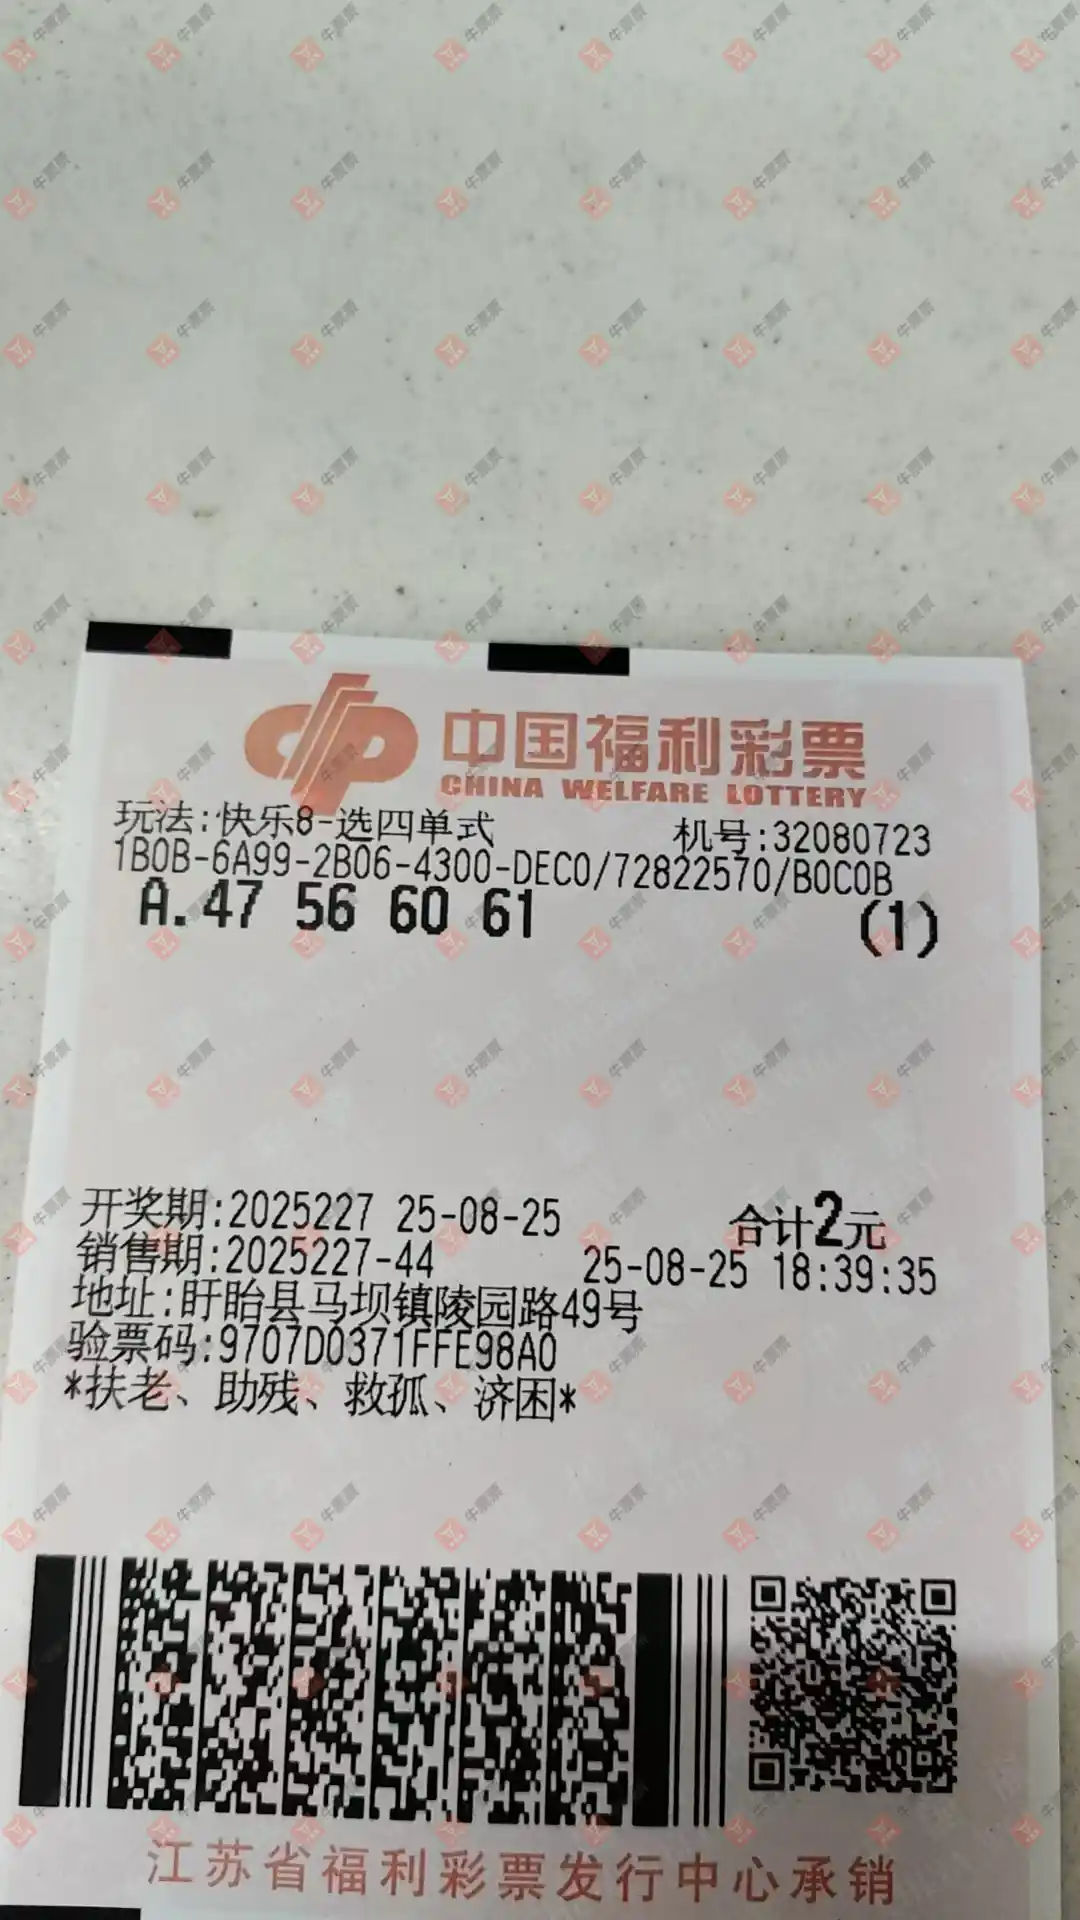 中国福利彩票
CHINA WELFARE LOTTERY
玩法:快乐8-选四单式 机号:32080723
1B0B-6A99-2B06-4300-DEC0/72822570/B0C0B
A.47 56 60 61 (1)
开奖期:2025227 25-08-25 合计2元
销售期:2025227-44 25-08-25 18:39:35
地址:盱眙县马坝镇陵园路49号
验票码:9707D0371FFE98A0
*扶老、助残、救孤、济困*
江苏省福利彩票发行中心承销